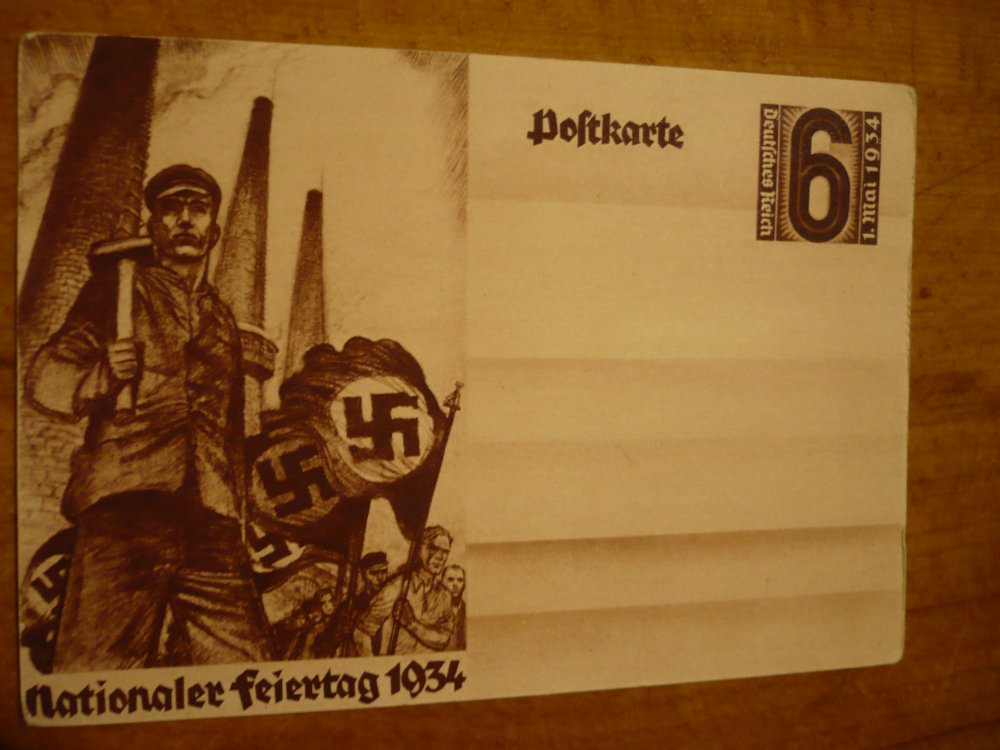 Postkarte
Deutsches Reich
6
1. Mai 1934
Nationaler Feiertag 1934